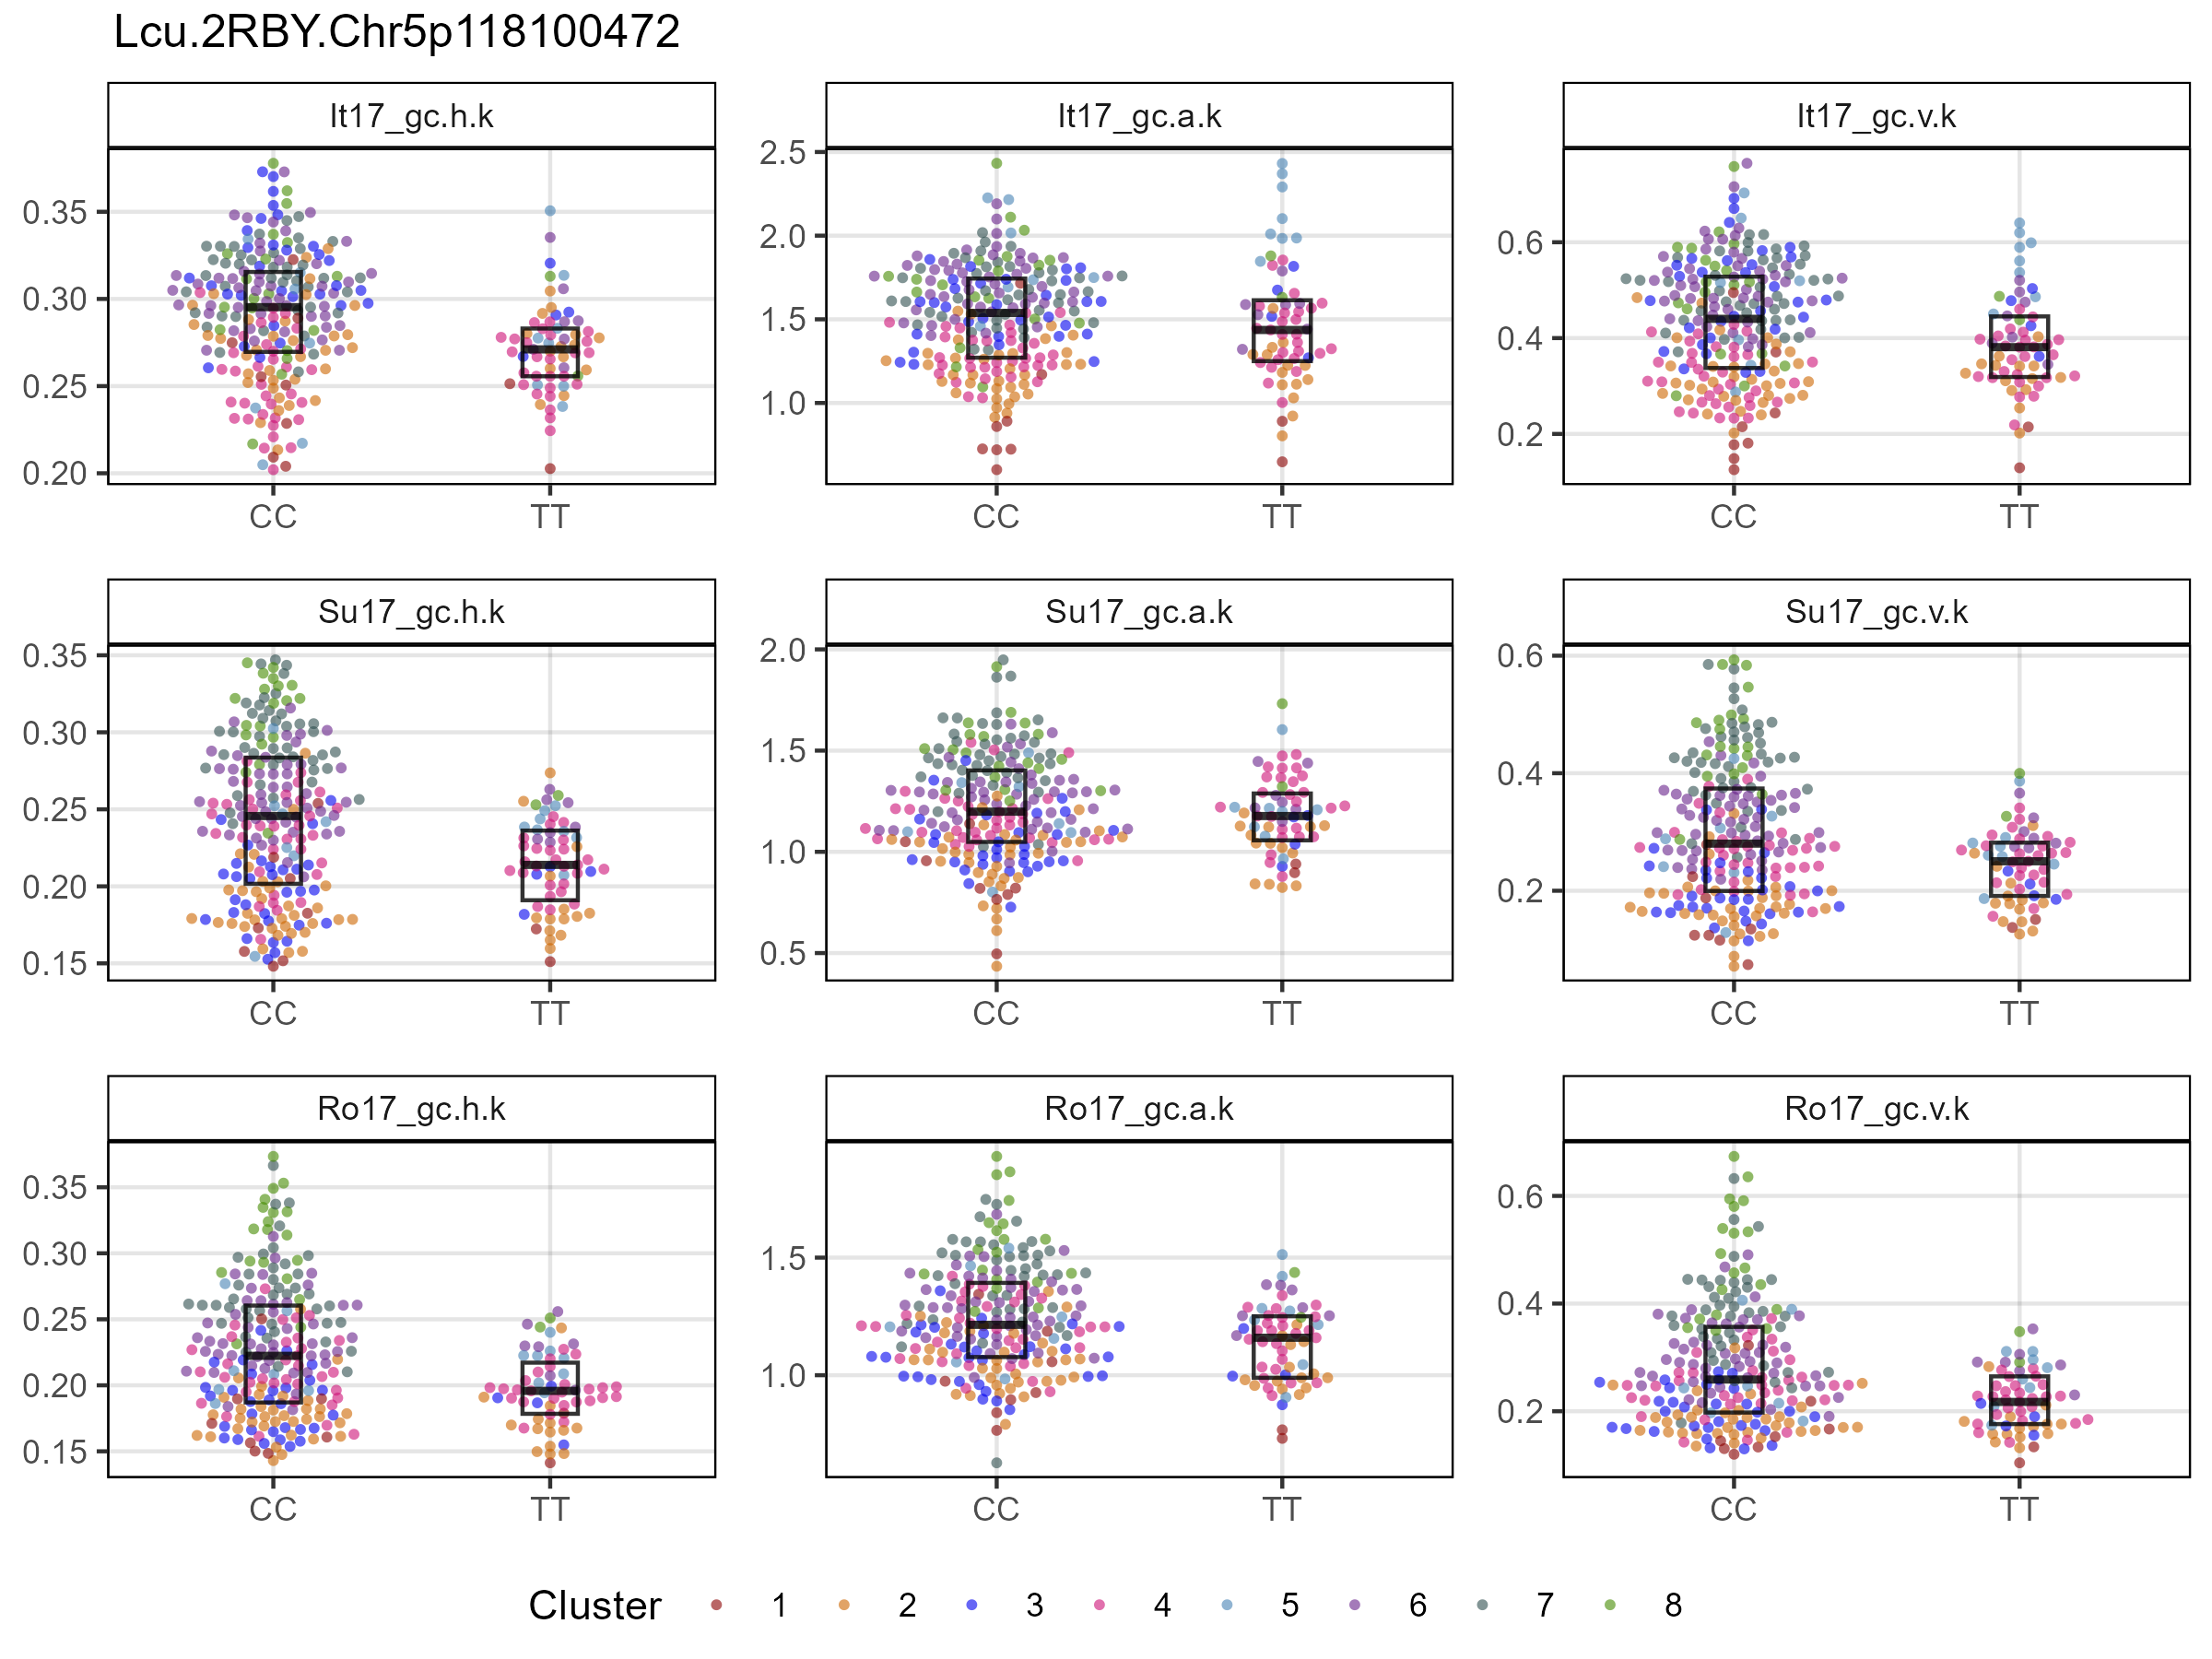 Lcu.2RBY.Chr5p118100472
It17_gc.h.k
It17_gc.a.k
It17_gc.v.k
0.35
0.30
0.25
0.20
CC
TT
2.5
2.0
1.5
1.0
CC
TT
0.6
0.4
0.2
CC
TT
Su17_gc.h.k
Su17_gc.a.k
Su17_gc.v.k
0.35
0.30
0.25
0.20
0.15
CC
TT
2.0
1.5
1.0
0.5
CC
TT
0.6
0.4
0.2
CC
TT
Ro17_gc.h.k
Ro17_gc.a.k
Ro17_gc.v.k
0.35
0.30
0.25
0.20
0.15
CC
TT
1.5
1.0
CC
TT
0.6
0.4
0.2
CC
TT
Cluster 1 2 3 4 5 6 7 8